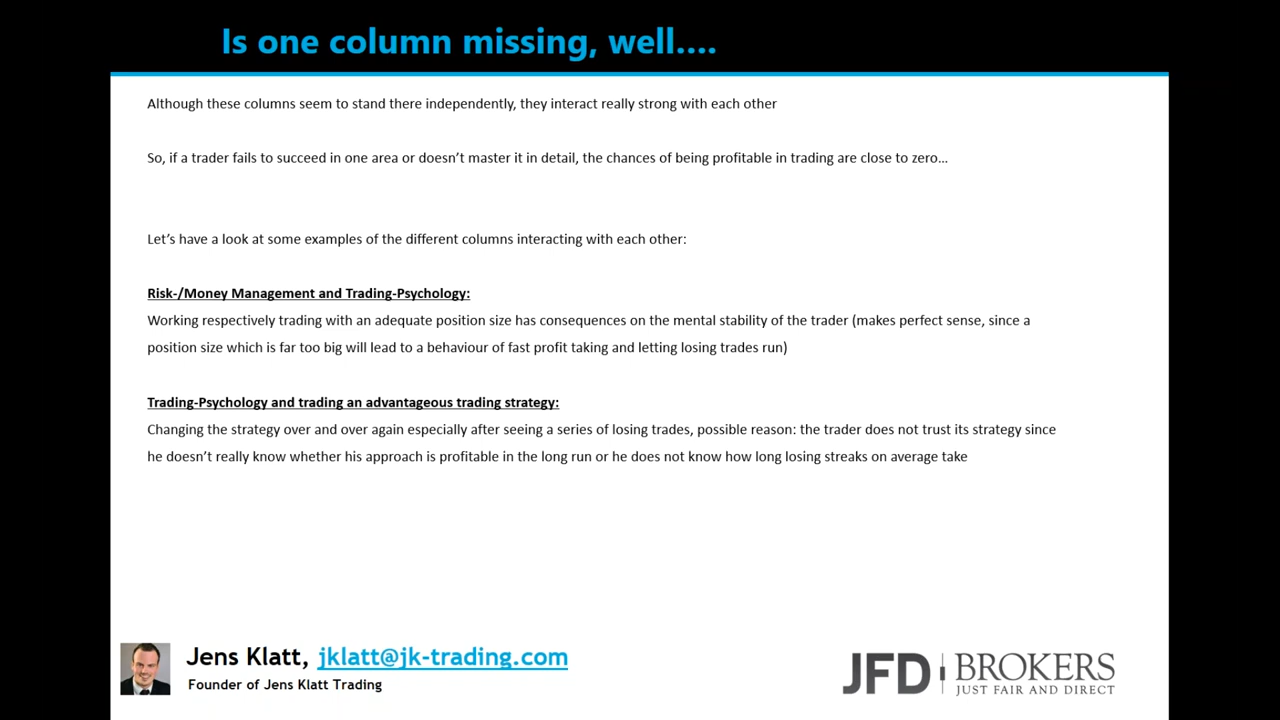 Is one column missing, well....
Although these columns seem to stand there independently, they interact really strong with each other
So, if a trader fails to succeed in one area or doesn’t master it in detail, the chances of being profitable in trading are close to zero…
Let’s have a look at some examples of the different columns interacting with each other:
Risk-/Money Management and Trading-Psychology:
Working respectively trading with an adequate position size has consequences on the mental stability of the trader (makes perfect sense, since a
position size which is far too big will lead to a behaviour of fast profit taking and letting losing trades run)
Trading-Psychology and trading an advantageous trading strategy:
Changing the strategy over and over again especially after seeing a series of losing trades, possible reason: the trader does not trust its strategy since
he doesn’t really know whether his approach is profitable in the long run or he does not know how long losing streaks on average take
Jens Klatt, jklatt@jk-trading.com
Founder of Jens Klatt Trading
JFD BROKERS
JUST FAIR AND DIRECT